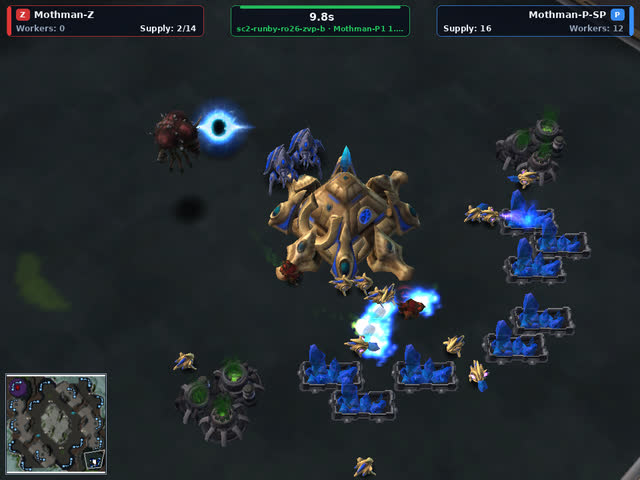 Z Mothman-Z
Workers: 0 Supply: 2/14
9.8s
sc2-runby-ro26-zvp-b · Mothman-P1 1....
Mothman-P-SP P
Supply: 16 Workers: 12